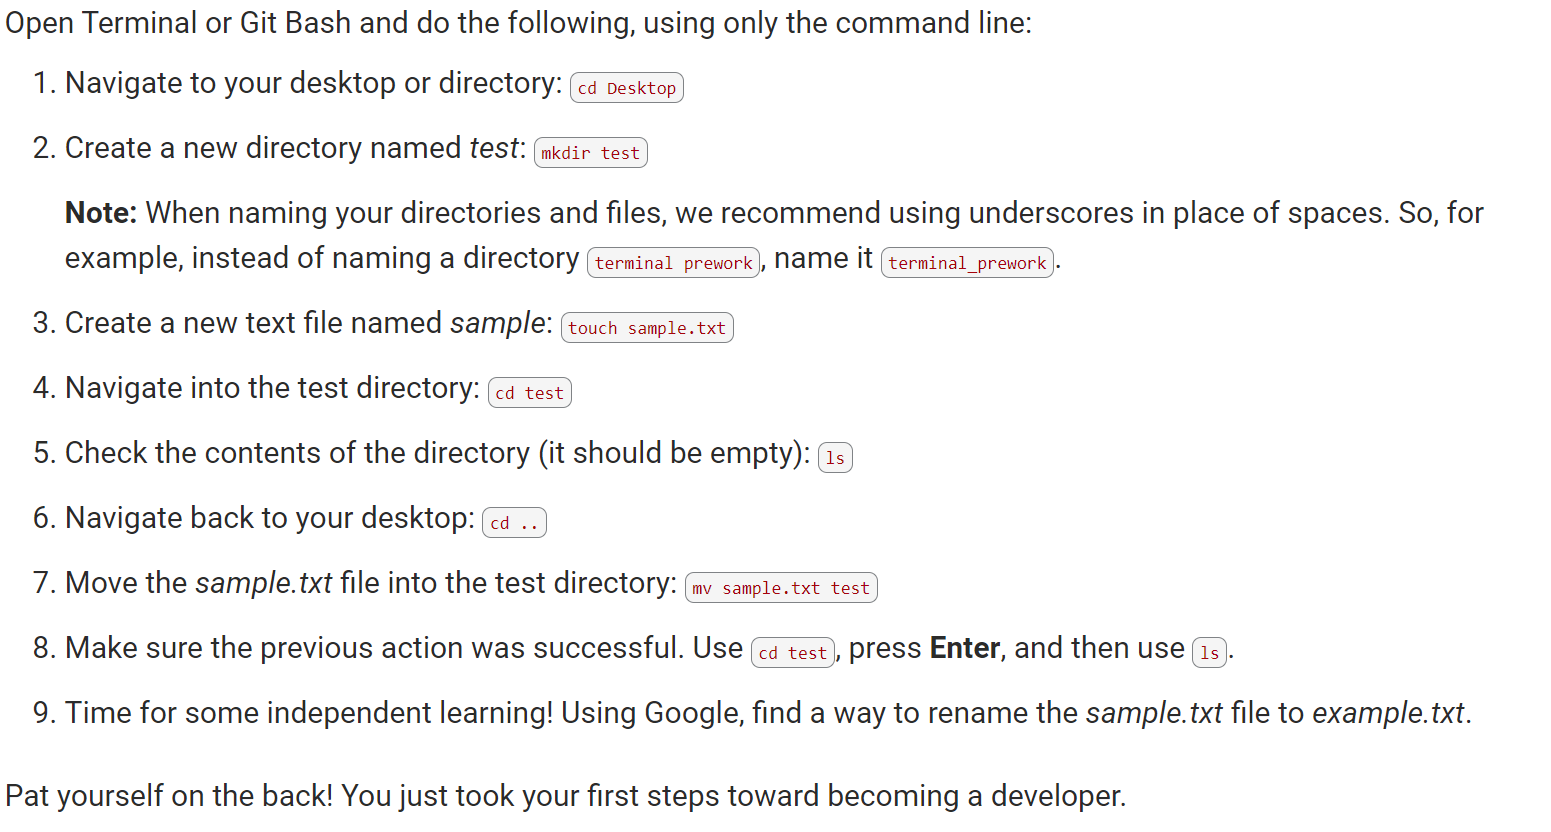 Open Terminal or Git Bash and do the following, using only the command line:
1. Navigate to your desktop or directory: cd Desktop
2. Create a new directory named test: mkdir test
Note: When naming your directories and files, we recommend using underscores in place of spaces. So, for
example, instead of naming a directory terminal prework, name it terminal_prework.
3. Create a new text file named sample: touch sample.txt
4. Navigate into the test directory: cd test
5. Check the contents of the directory (it should be empty): ls
6. Navigate back to your desktop: cd ..
7. Move the sample.txt file into the test directory: mv sample.txt test
8. Make sure the previous action was successful. Use cd test, press Enter, and then use ls.
9. Time for some independent learning! Using Google, find a way to rename the sample.txt file to example.txt.
Pat yourself on the back! You just took your first steps toward becoming a developer.